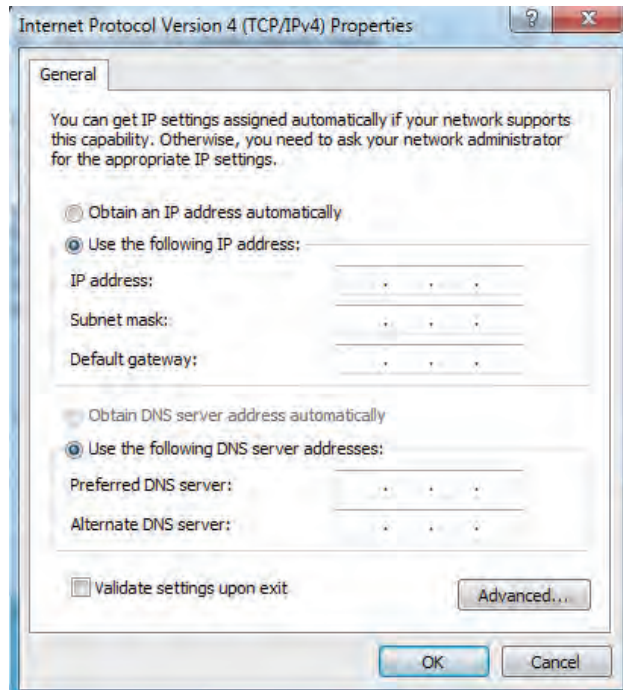 Internet Protocol Version 4 (TCP/IPv4) Properties
General
You can get IP settings assigned automatically if your network supports
this capability. Otherwise, you need to ask your network administrator
for the appropriate IP settings.
Obtain an IP address automatically
Use the following IP address:
IP address:
Subnet mask:
Default gateway:
Obtain DNS server address automatically
Use the following DNS server addresses:
Preferred DNS server:
Alternate DNS server:
Validate settings upon exit
Advanced...
OK
Cancel